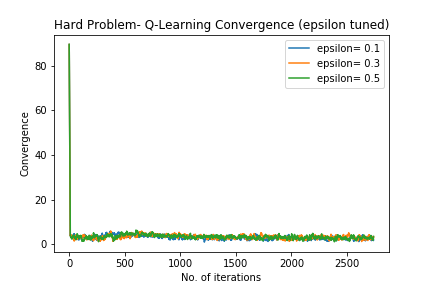 Hard Problem- Q-Learning Convergence (epsilon tuned)
epsilon= 0.1
epsilon= 0.3
epsilon= 0.5
Convergence
80
60
40
20
0
0 500 1000 1500 2000 2500
No. of iterations